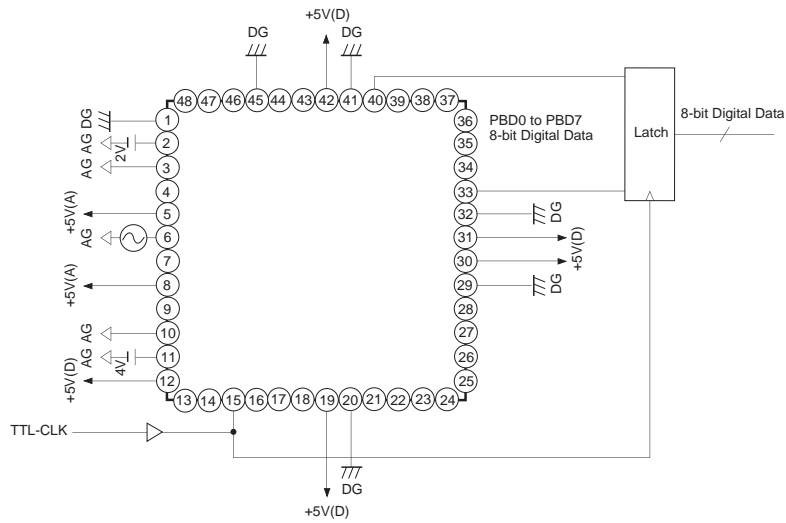 +5V(D)
DG
DG
48 47 46 45 44 43 42 41 40 39 38 37
1
2
3
4
5
6
7
8
9
10
11
12
DG
AG
2V
AG
+5V(A)
AG
+5V(A)
AG
AG
4V
+5V(D)
36
35
34
33
32
31
30
29
28
27
26
25
PBD0 to PBD7
8-bit Digital Data
Latch
8-bit Digital Data
DG
+5V(D)
DG
13 14 15 16 17 18 19 20 21 22 23 24
TTL-CLK
DG
+5V(D)